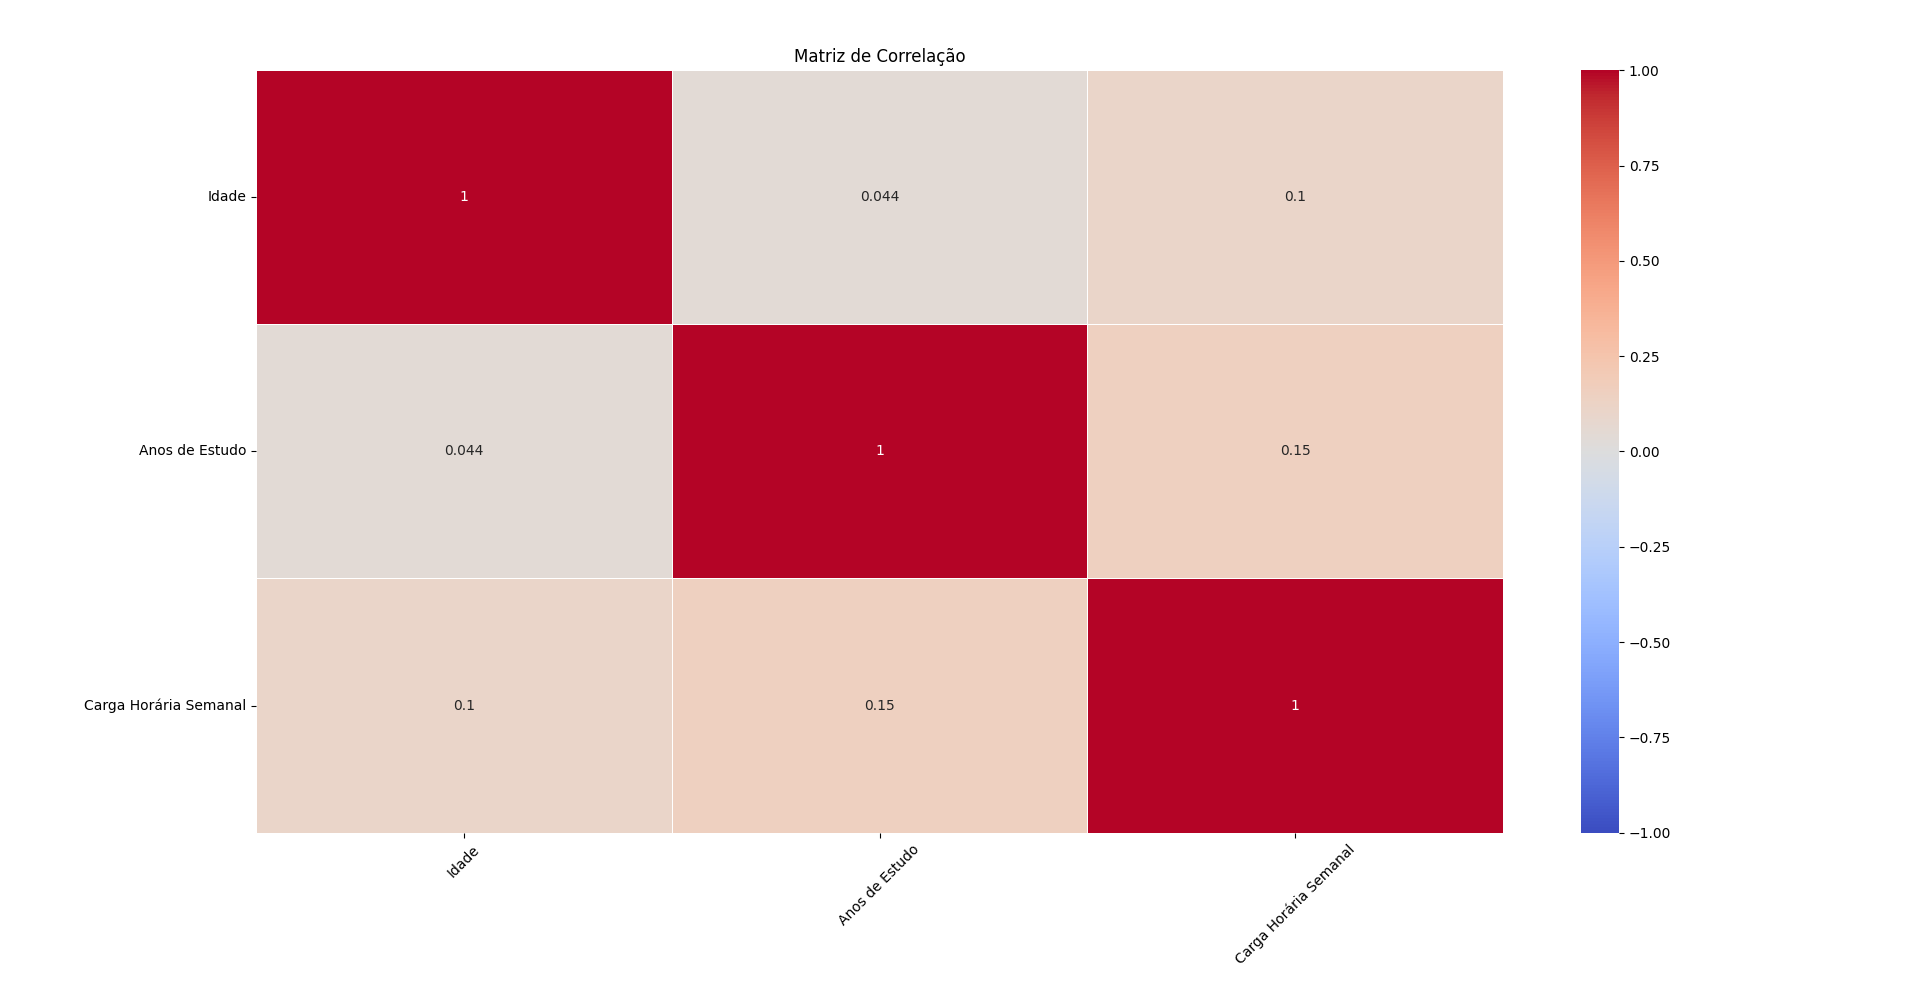 Matriz de Correlação
Idade
1
0.044
0.1
Anos de Estudo
0.044
1
0.15
Carga Horária Semanal
0.1
0.15
1
Idade
Anos de Estudo
Carga Horária Semanal
1.00
0.75
0.50
0.25
0.00
−0.25
−0.50
−0.75
−1.00